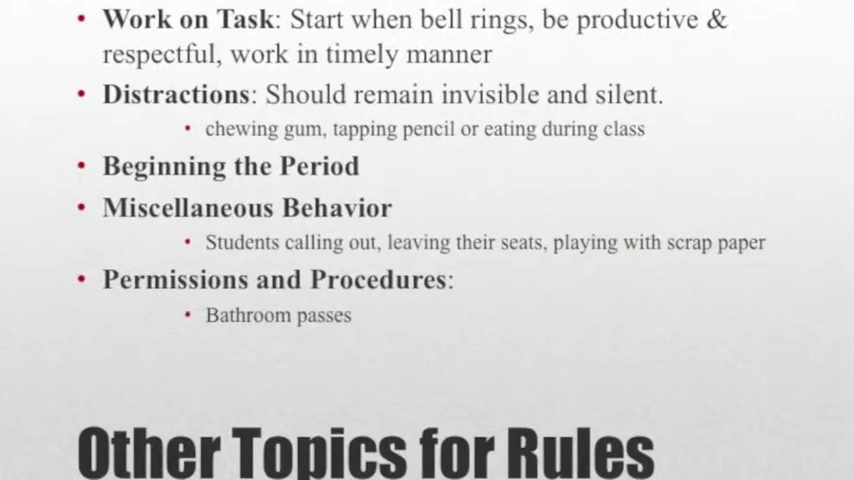 • Work on Task: Start when bell rings, be productive &
respectful, work in timely manner
• Distractions: Should remain invisible and silent.
• chewing gum, tapping pencil or eating during class
• Beginning the Period
• Miscellaneous Behavior
• Students calling out, leaving their seats, playing with scrap paper
• Permissions and Procedures:
• Bathroom passes
Other Topics for Rules